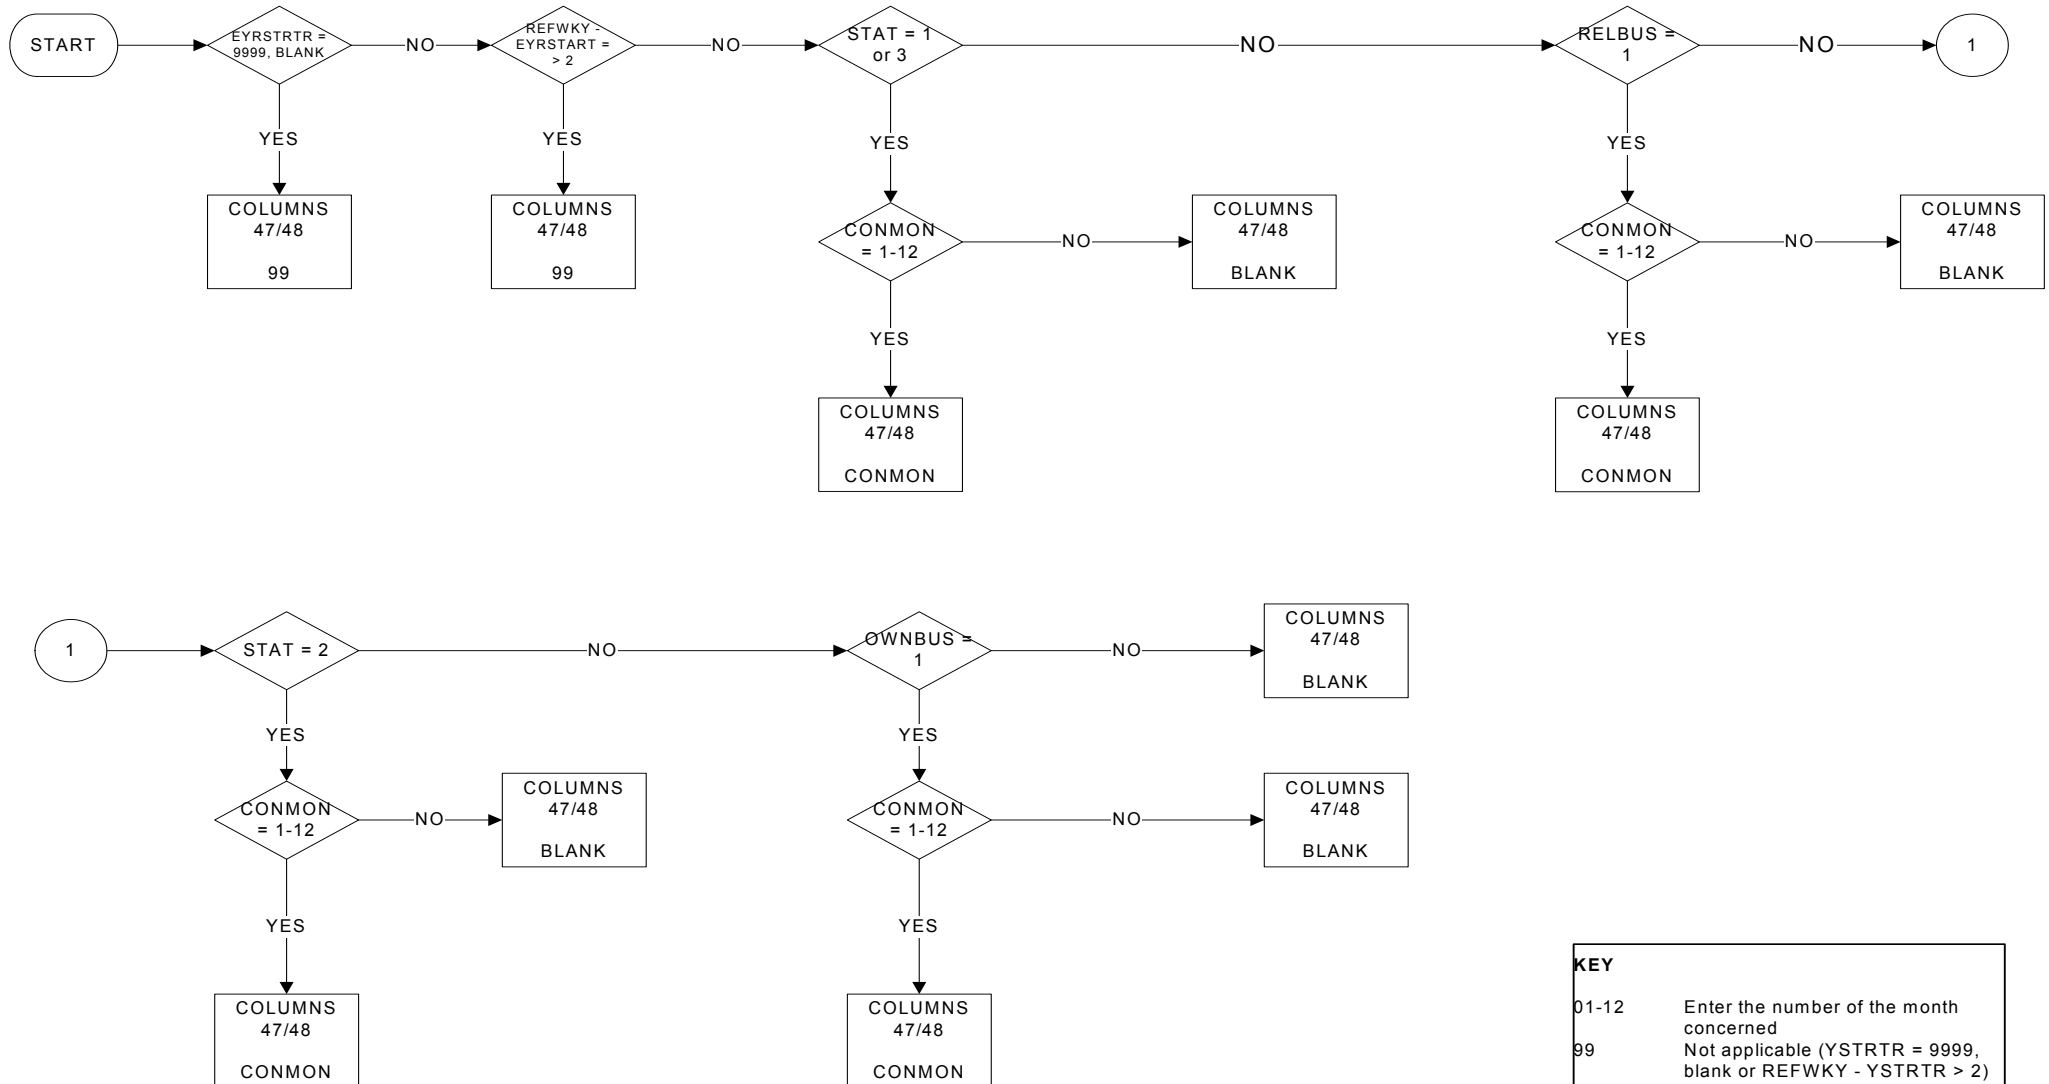 START
EYRSTRTR =
9999, BLANK
NO
REFWKY -
EYRSTART =
> 2
NO
STAT = 1
or 3
NO
RELBUS =
1
NO
1
YES
YES
YES
YES
COLUMNS
47/48
99
COLUMNS
47/48
99
CONMON
= 1-12
NO
COLUMNS
47/48
BLANK
CONMON
= 1-12
NO
COLUMNS
47/48
BLANK
YES
YES
COLUMNS
47/48
CONMON
COLUMNS
47/48
CONMON
1
STAT = 2
NO
OWNBUS =
1
NO
COLUMNS
47/48
BLANK
YES
YES
CONMON
= 1-12
NO
COLUMNS
47/48
BLANK
CONMON
= 1-12
NO
COLUMNS
47/48
BLANK
YES
YES
COLUMNS
47/48
CONMON
COLUMNS
47/48
CONMON
KEY
01-12 Enter the number of the month
concerned
99 Not applicable (YSTRTR = 9999,
blank or REFWKY - YSTRTR > 2)